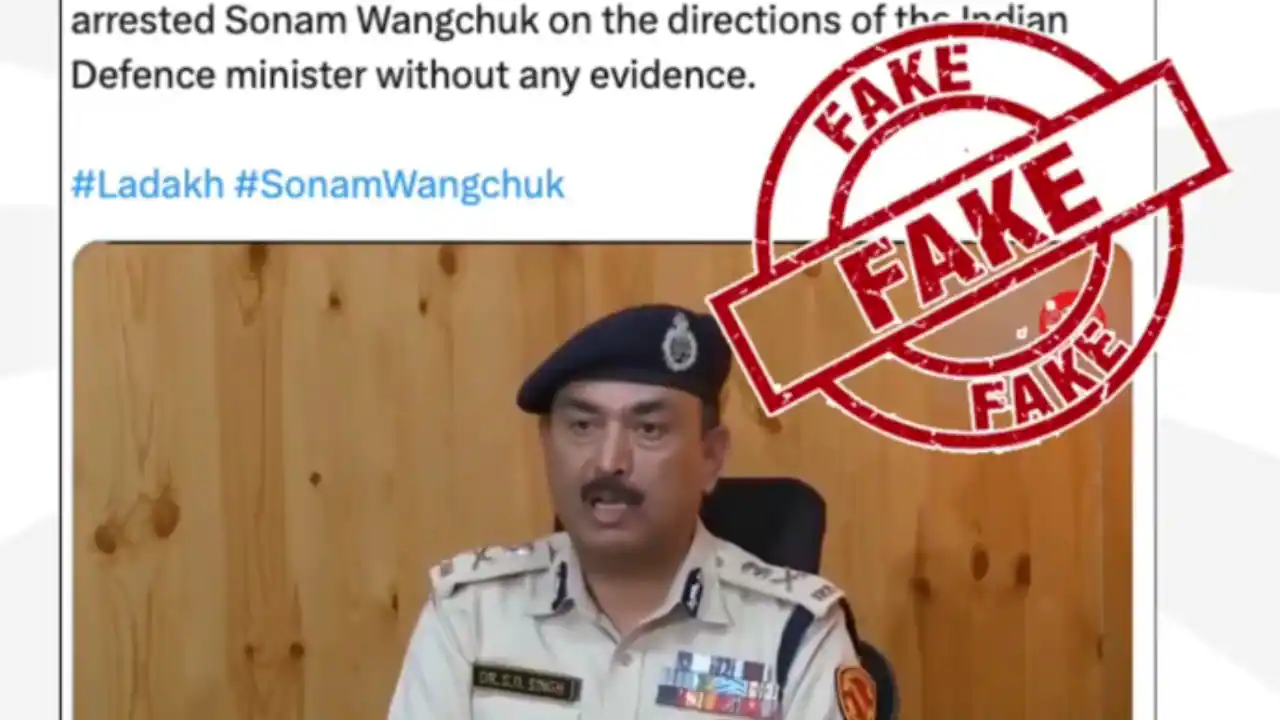 arrested Sonam Wangchuk on the directions of the Indian
Defence minister without any evidence.
#Ladakh #SonamWangchuk
FAKE
FAKE
FAKE
DR.S.D. SINGH